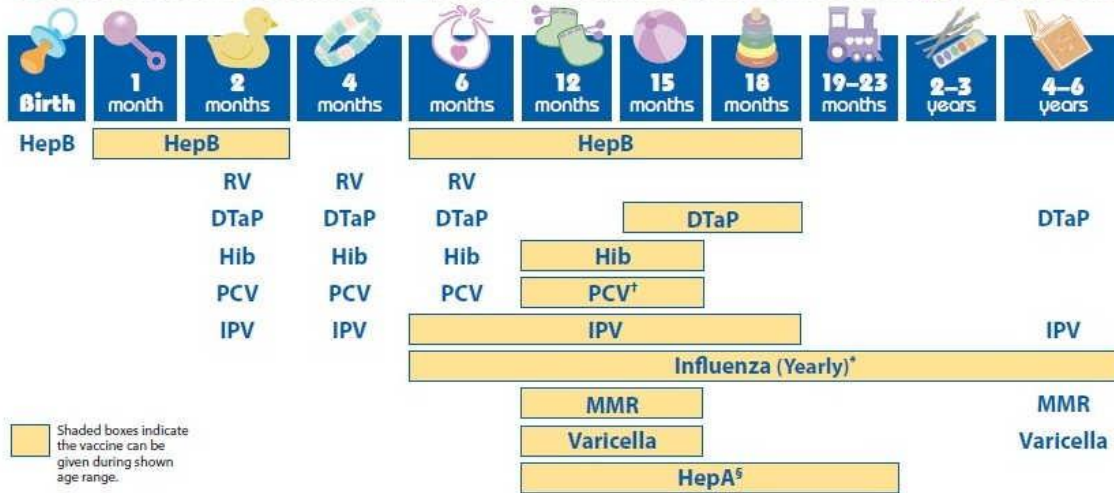 Birth
1
month
2
months
4
months
6
months
12
months
15
months
18
months
19–23
months
2–3
years
4–6
years
HepB HepB HepB
RV RV RV
DTaP DTaP DTaP DTaP DTaP
Hib Hib Hib Hib
PCV PCV PCV PCV†
IPV IPV IPV IPV
Influenza (Yearly)*
MMR MMR
Varicella Varicella
HepA§
Shaded boxes indicate
the vaccine can be
given during shown
age range.